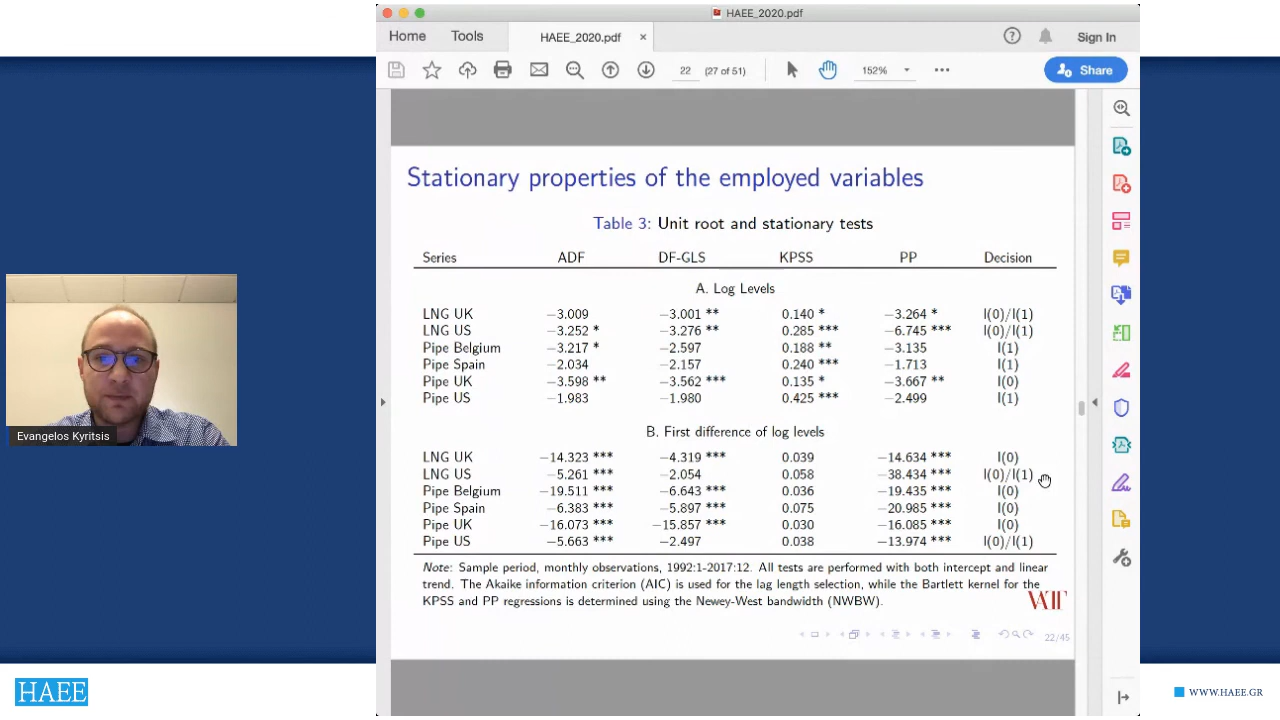 HAEE_2020.pdf
Home Tools HAEE_2020.pdf × Sign In
22 (27 of 51) 152% Share
Stationary properties of the employed variables
Table 3: Unit root and stationary tests
Series ADF DF-GLS KPSS PP Decision
A. Log Levels
LNG UK −3.009 −3.001 ** 0.140 * −3.264 * I(0)/I(1)
LNG US −3.252 * −3.276 ** 0.285 *** −6.745 *** I(0)/I(1)
Pipe Belgium −3.217 * −2.597 0.188 ** −3.135 I(1)
Pipe Spain −2.034 −2.157 0.240 *** −1.713 I(1)
Pipe UK −3.598 ** −3.562 *** 0.135 * −3.667 ** I(0)
Pipe US −1.983 −1.980 0.425 *** −2.499 I(1)
B. First difference of log levels
LNG UK −14.323 *** −4.319 *** 0.039 −14.634 *** I(0)
LNG US −5.261 *** −2.054 0.058 −38.434 *** I(0)/I(1)
Pipe Belgium −19.511 *** −6.643 *** 0.036 −19.435 *** I(0)
Pipe Spain −6.383 *** −5.897 *** 0.075 −20.985 *** I(0)
Pipe UK −16.073 *** −15.857 *** 0.030 −16.085 *** I(0)
Pipe US −5.663 *** −2.497 0.038 −13.974 *** I(0)/I(1)
Note: Sample period, monthly observations, 1992:1-2017:12. All tests are performed with both intercept and linear
trend. The Akaike information criterion (AIC) is used for the lag length selection, while the Bartlett kernel for the
KPSS and PP regressions is determined using the Newey-West bandwidth (NWBW).
22/45
Evangelos Kyritsis
HAEE
WWW.HAEE.GR